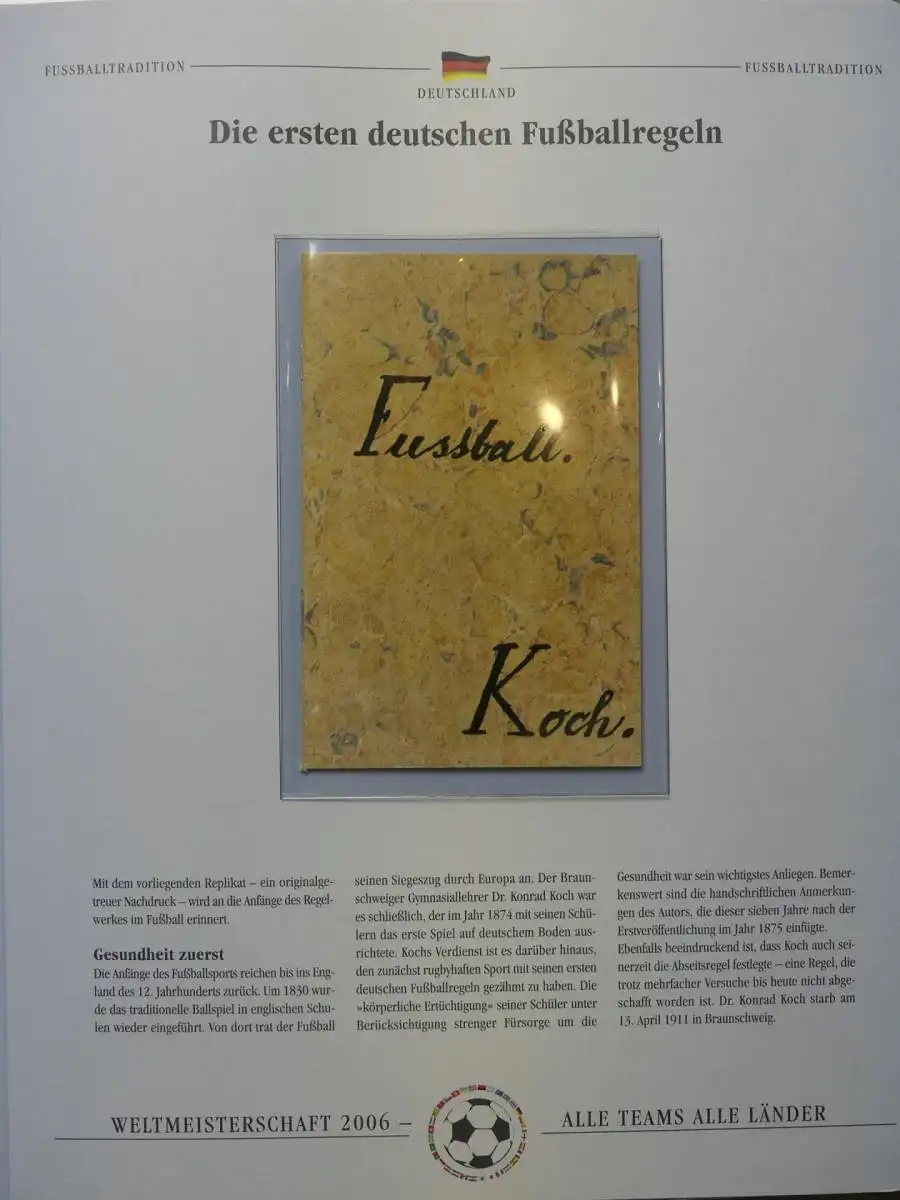 FUSSBALLTRADITION
DEUTSCHLAND
FUSSBALLTRADITION
Die ersten deutschen Fußballregeln
Fussball.
Koch.
Mit dem vorliegenden Replikat – ein originalge-
treuer Nachdruck – wird an die Anfänge des Regel-
werkes im Fußball erinnert.
Gesundheit zuerst
Die Anfänge des Fußballsports reichen bis ins Eng-
land des 12. Jahrhunderts zurück. Um 1830 wur-
de das traditionelle Ballspiel in englischen Schu-
len wieder eingeführt. Von dort trat der Fußball
seinen Siegeszug durch Europa an. Der Braun-
schweiger Gymnasiallehrer Dr. Konrad Koch war
es schließlich, der im Jahr 1874 mit seinen Schü-
lern das erste Spiel auf deutschem Boden aus-
richtete. Kochs Verdienst ist es darüber hinaus,
den zunächst rugbyhaften Sport mit seinen ersten
deutschen Fußballregeln gezähmt zu haben. Die
»körperliche Ertüchtigung« seiner Schüler unter
Berücksichtigung strenger Fürsorge um die
Gesundheit war sein wichtigstes Anliegen. Bemer-
kenswert sind die handschriftlichen Anmerkun-
gen des Autors, die dieser sieben Jahre nach der
Erstveröffentlichung im Jahr 1875 einfügte.
Ebenfalls beeindruckend ist, dass Koch auch sei-
nerzeit die Abseitsregel festlegte – eine Regel, die
trotz mehrfacher Versuche bis heute nicht abge-
schafft worden ist. Dr. Konrad Koch starb am
13. April 1911 in Braunschweig.
WELTMEISTERSCHAFT 2006 –
ALLE TEAMS ALLE LÄNDER